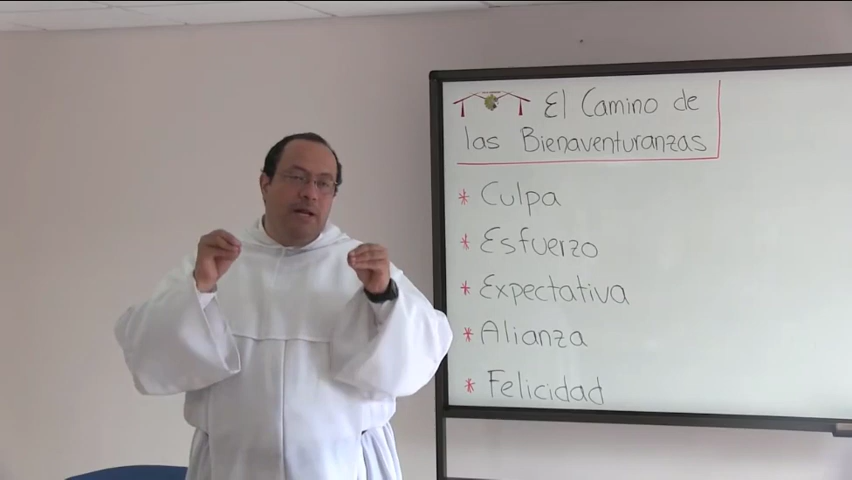 El Camino de
las Bienaventuranzas
* Culpa
* Esfuerzo
* Expectativa
* Alianza
* Felicidad